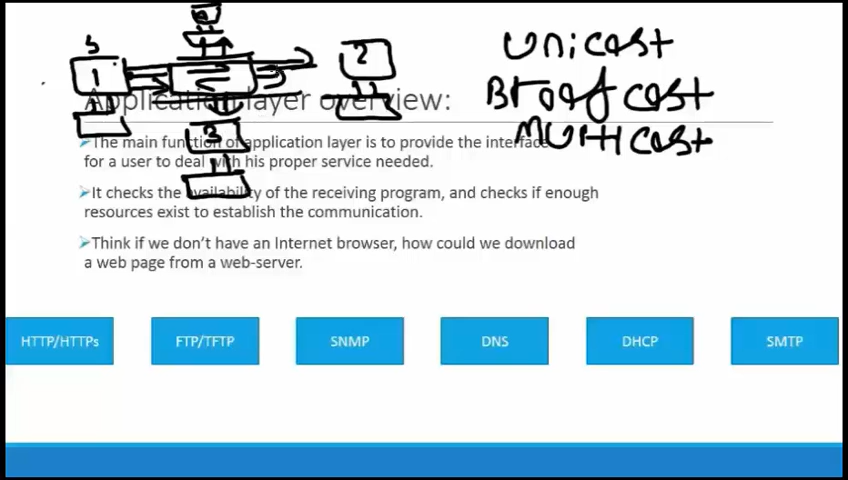 S
1
2
3
Unicast
Broadcast
Multicast
Application layer overview:
The main function of application layer is to provide the interface
for a user to deal with his proper service needed.
It checks the availability of the receiving program, and checks if enough
resources exist to establish the communication.
Think if we don't have an Internet browser, how could we download
a web page from a web-server.
HTTP/HTTPs
FTP/TFTP
SNMP
DNS
DHCP
SMTP